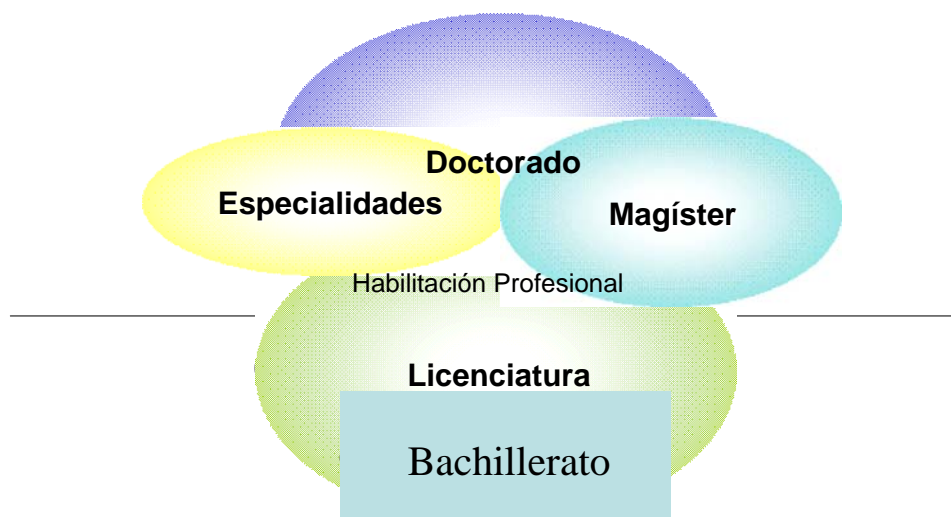 Doctorado
Especialidades
Magíster
Habilitación Profesional
Licenciatura
Bachillerato